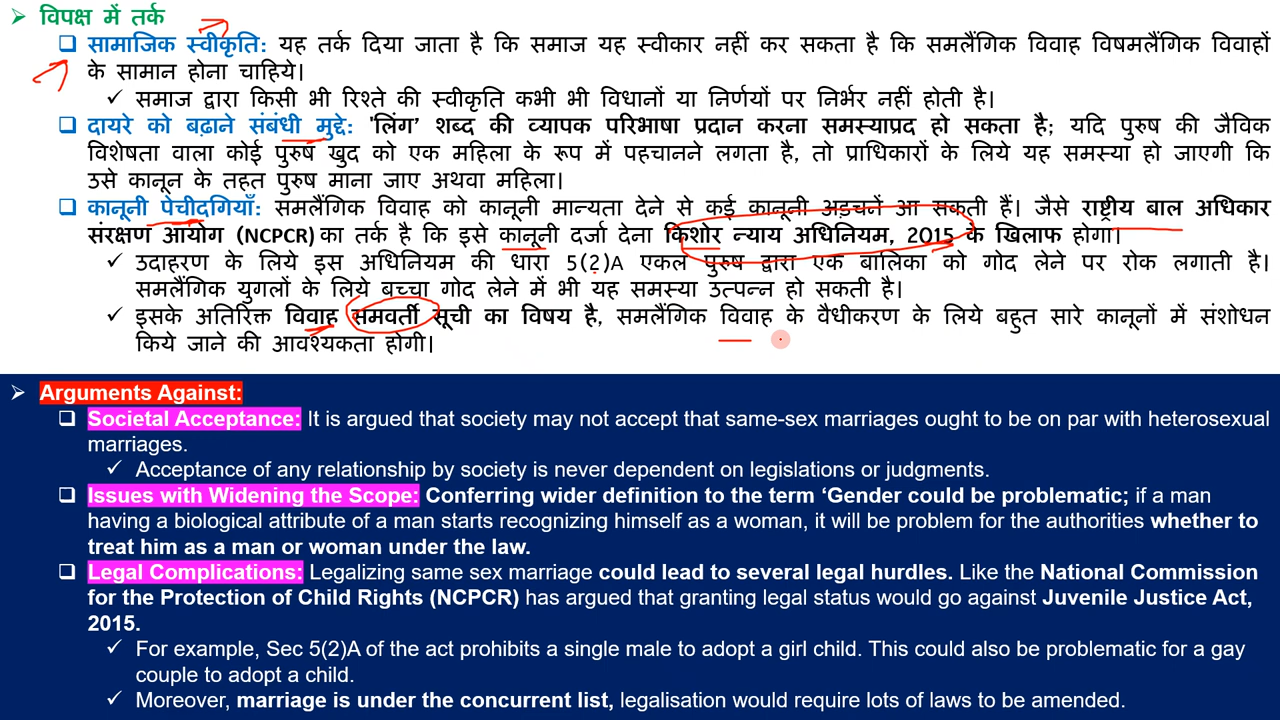 विपक्ष में तर्क
सामाजिक स्वीकृति: यह तर्क दिया जाता है कि समाज यह स्वीकार नहीं कर सकता है कि समलैंगिक विवाह विषमलैंगिक विवाहों
के सामान होना चाहिये।
समाज द्वारा किसी भी रिश्ते की स्वीकृति कभी भी विधानों या निर्णयों पर निर्भर नहीं होती है।
दायरे को बढ़ाने संबंधी मुद्दे: 'लिंग’ शब्द की व्यापक परिभाषा प्रदान करना समस्याप्रद हो सकता है; यदि पुरुष की जैविक
विशेषता वाला कोई पुरुष खुद को एक महिला के रूप में पहचानने लगता है, तो प्राधिकारों के लिये यह समस्या हो जाएगी कि
उसे कानून के तहत पुरुष माना जाए अथवा महिला।
कानूनी पेचीदगियाँ: समलैंगिक विवाह को कानूनी मान्यता देने से कई कानूनी अड़चनें आ सकती हैं। जैसे राष्ट्रीय बाल अधिकार
संरक्षण आयोग (NCPCR) का तर्क है कि इसे कानूनी दर्जा देना किशोर न्याय अधिनियम, 2015 के खिलाफ होगा।
उदाहरण के लिये इस अधिनियम की धारा 5(2)A एकल पुरुष द्वारा एक बालिका को गोद लेने पर रोक लगाती है।
समलैंगिक युगलों के लिये बच्चा गोद लेने में भी यह समस्या उत्पन्न हो सकती है।
इसके अतिरिक्त विवाह समवर्ती सूची का विषय है, समलैंगिक विवाह के वैधीकरण के लिये बहुत सारे कानूनों में संशोधन
किये जाने की आवश्यकता होगी।
Arguments Against:
Societal Acceptance: It is argued that society may not accept that same-sex marriages ought to be on par with heterosexual
marriages.
Acceptance of any relationship by society is never dependent on legislations or judgments.
Issues with Widening the Scope: Conferring wider definition to the term ‘Gender could be problematic; if a man
having a biological attribute of a man starts recognizing himself as a woman, it will be problem for the authorities whether to
treat him as a man or woman under the law.
Legal Complications: Legalizing same sex marriage could lead to several legal hurdles. Like the National Commission
for the Protection of Child Rights (NCPCR) has argued that granting legal status would go against Juvenile Justice Act,
2015.
For example, Sec 5(2)A of the act prohibits a single male to adopt a girl child. This could also be problematic for a gay
couple to adopt a child.
Moreover, marriage is under the concurrent list, legalisation would require lots of laws to be amended.